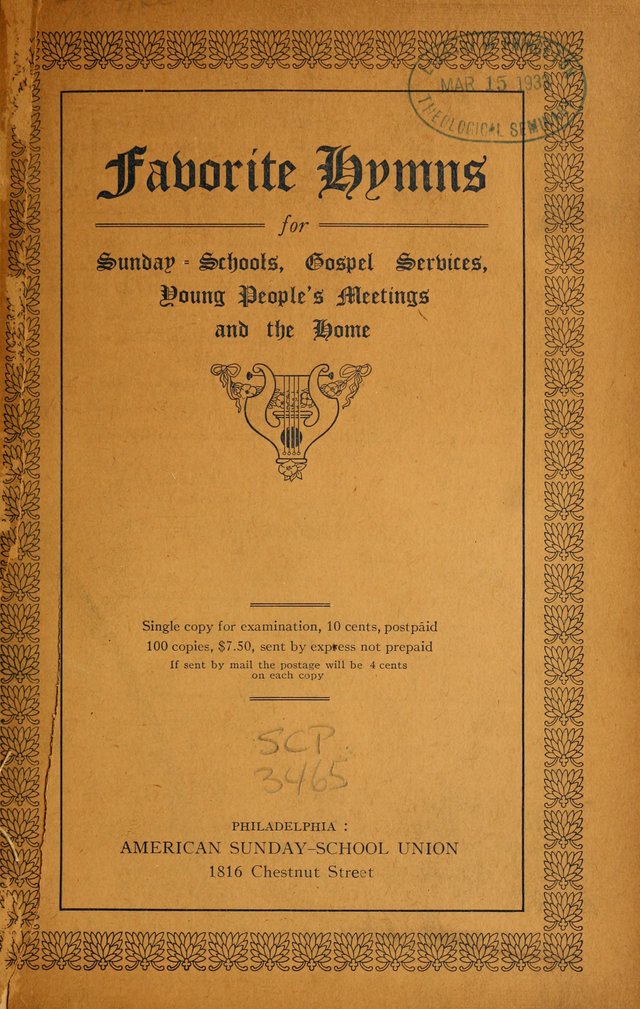 MAR 15 193
THEOLOGICAL SEMINARY
Favorite Hymns
for
Sunday=Schools, Gospel Services,
Young People's Meetings
and the Home
Single copy for examination, 10 cents, postpaid
100 copies, $7.50, sent by express not prepaid
If sent by mail the postage will be 4 cents
on each copy
SCP
3465
PHILADELPHIA :
AMERICAN SUNDAY-SCHOOL UNION
1816 Chestnut Street